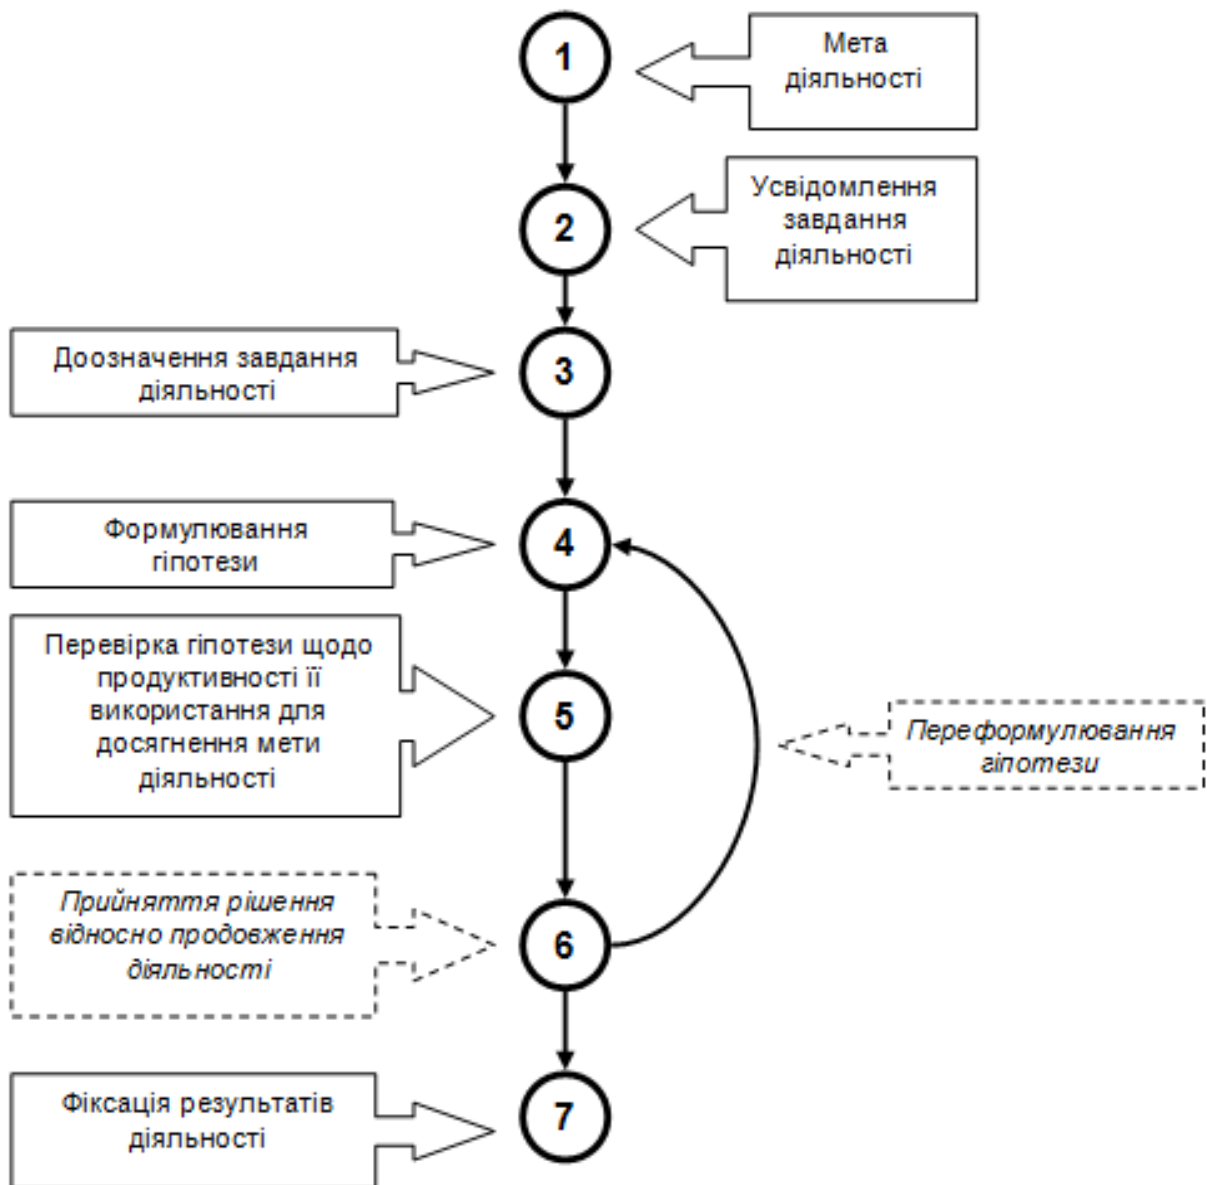 1
Мета
діяльності
2
Усвідомлення
завдання
діяльності
Доозначення завдання
діяльності
3
Формулювання
гіпотези
4
Перевірка гіпотези щодо
продуктивності її
використання для
досягнення мети
діяльності
5
Переформулювання
гіпотези
Прийняття рішення
відносно продовження
діяльності
6
Фіксація результатів
діяльності
7